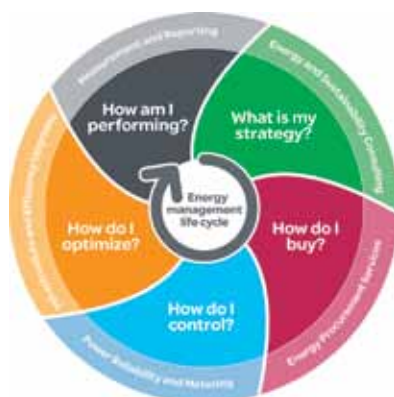 Measurement and Reporting
How am I
performing?
Energy and Sustainability Consulting
What is my
strategy?
Energy
management
life cycle
How do I
optimize?
How do I
buy?
Energy Procurement Services
How do I
control?
Power Reliability and Metering